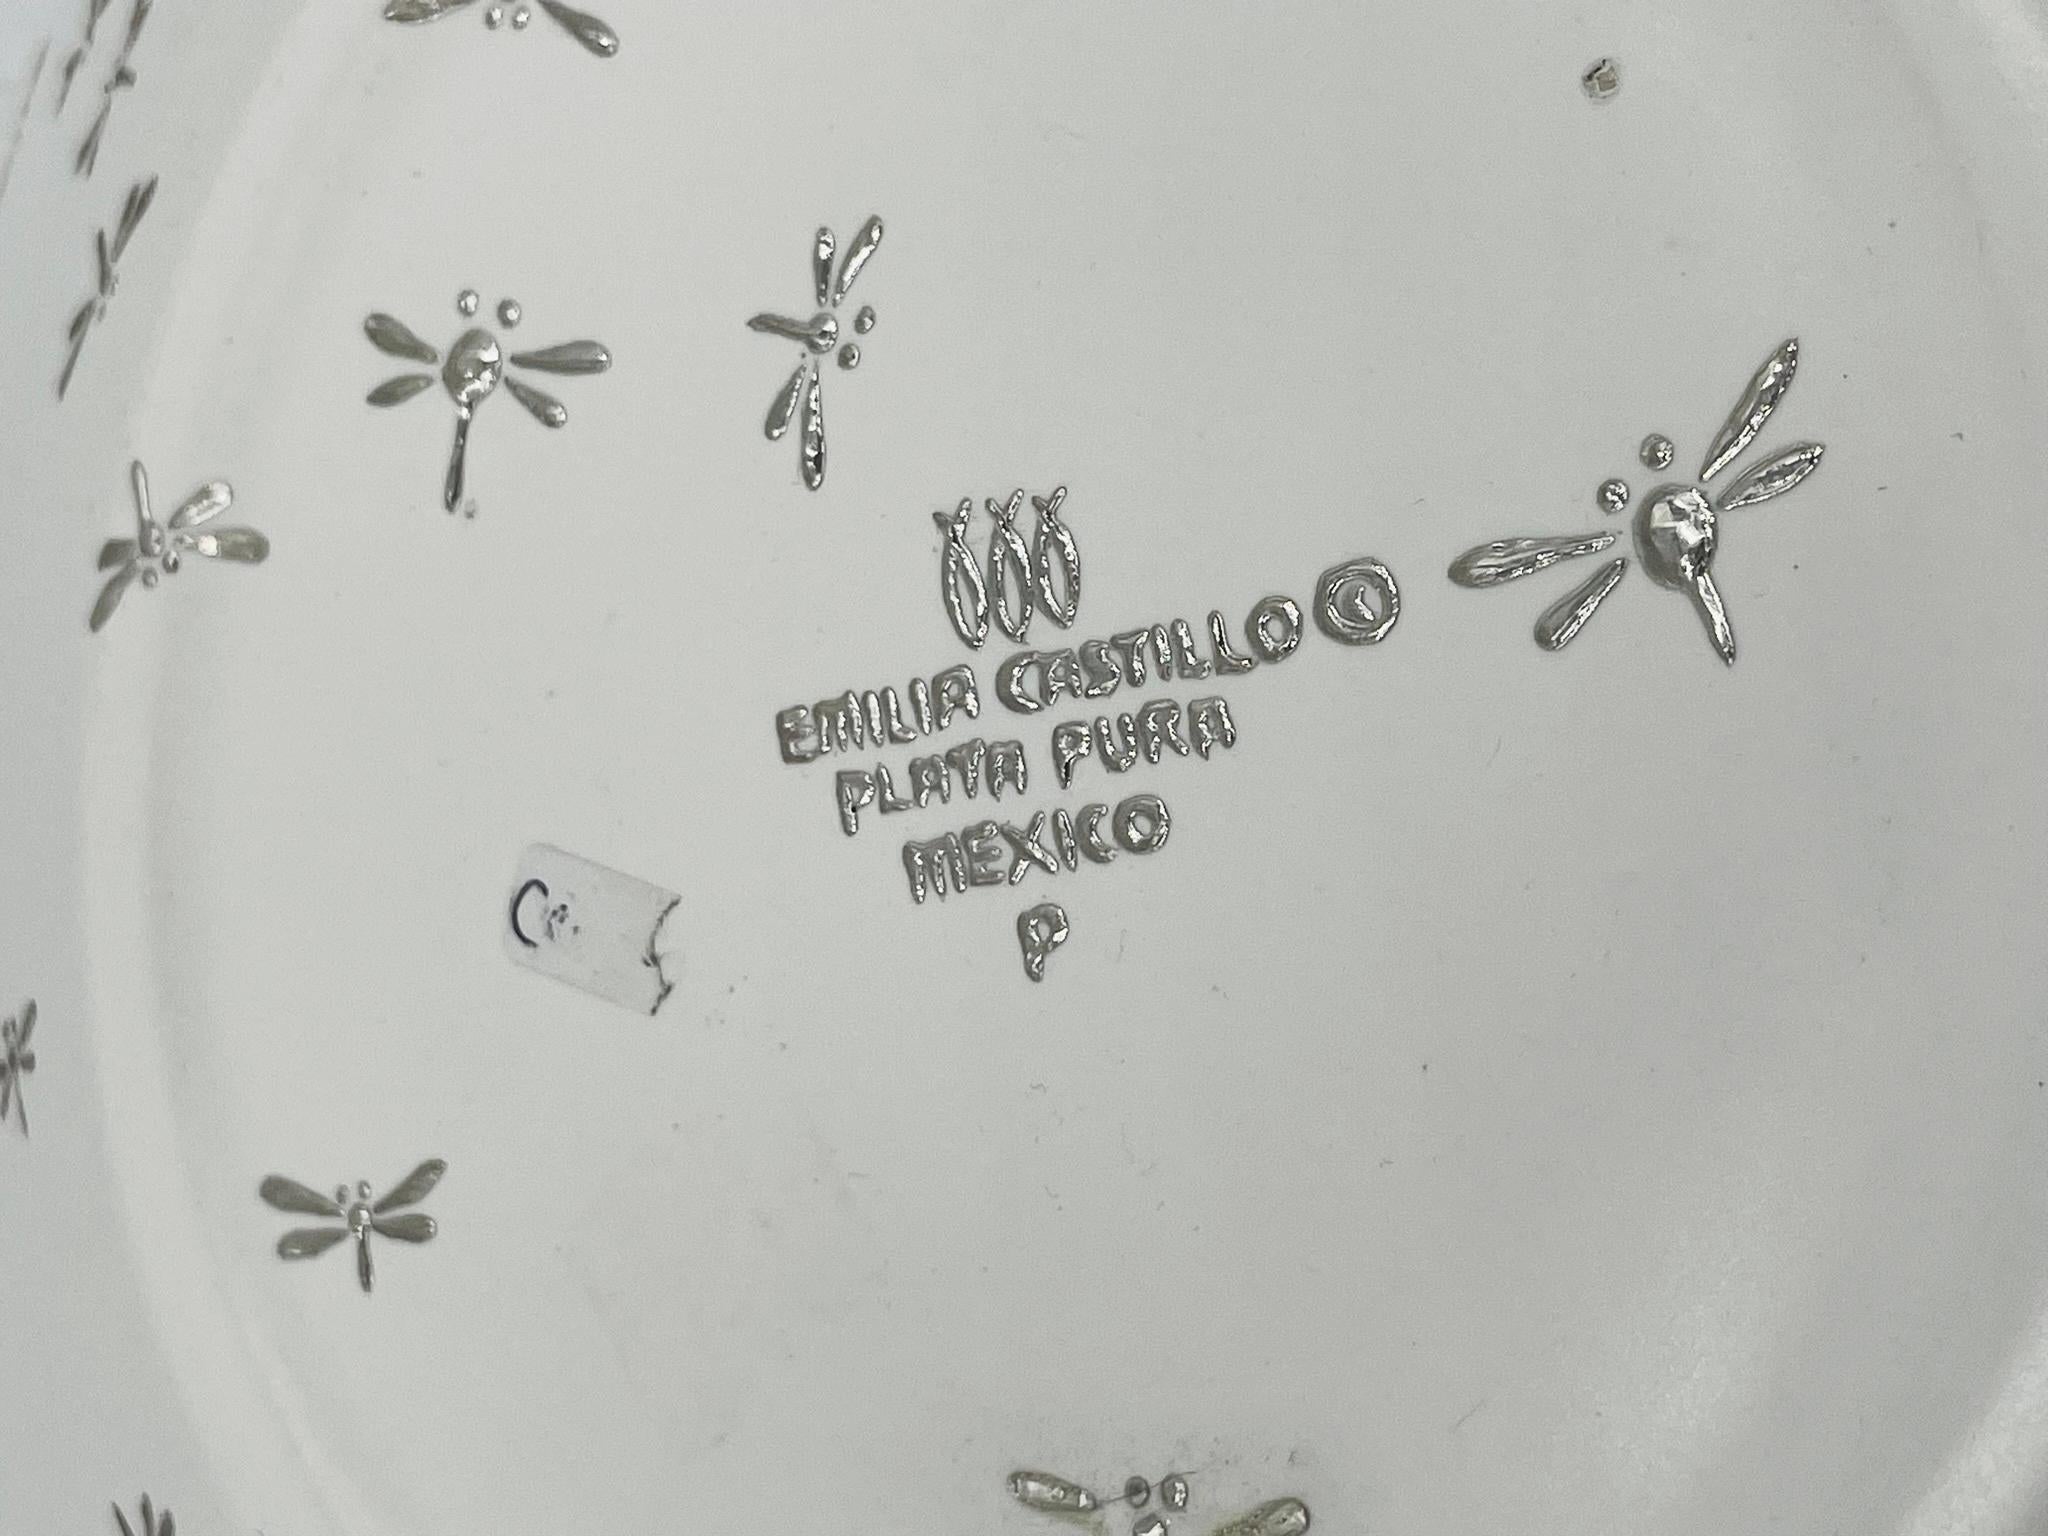 EMILIA CASTILLO ©
PLATA PURA
MEXICO
P